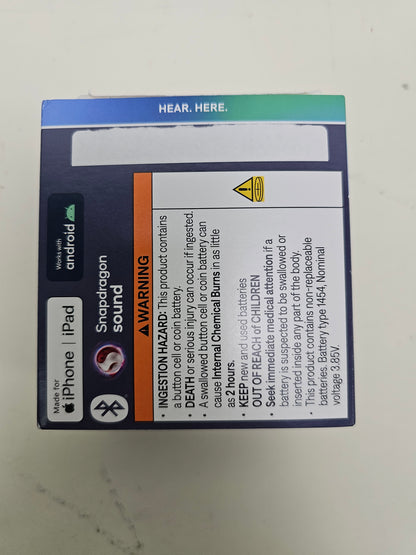 HEAR. HERE.
Made for
iPhone | iPad
Works with
android
Snapdragon
sound
WARNING
• INGESTION HAZARD: This product contains
a button cell or coin battery.
• DEATH or serious injury can occur if ingested.
• A swallowed button cell or coin battery can
cause Internal Chemical Burns in as little
as 2 hours.
• KEEP new and used batteries
OUT OF REACH of CHILDREN
• Seek immediate medical attention if a
battery is suspected to be swallowed or
inserted inside any part of the body.
• This product contains non-replaceable
batteries. Battery type 1454, Nominal
voltage 3.85V.